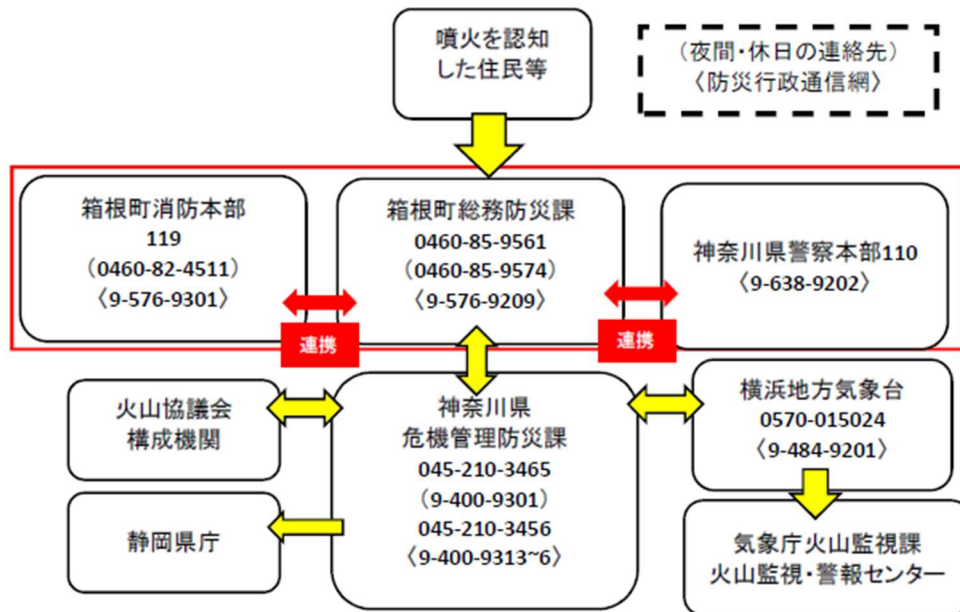 噴火を認知
した住民等
（夜間・休日の連絡先）
〈防災行政通信網〉
箱根町消防本部
119
（0460-82-4511）
〈9-576-9301〉
箱根町総務防災課
0460-85-9561
（0460-85-9574）
〈9-576-9209〉
神奈川県警察本部110
〈9-638-9202〉
連携
連携
火山協議会
構成機関
神奈川県
危機管理防災課
045-210-3465
（9-400-9301）
045-210-3456
〈9-400-9313~6〉
横浜地方気象台
0570-015024
〈9-484-9201〉
静岡県庁
気象庁火山監視課
火山監視・警報センター